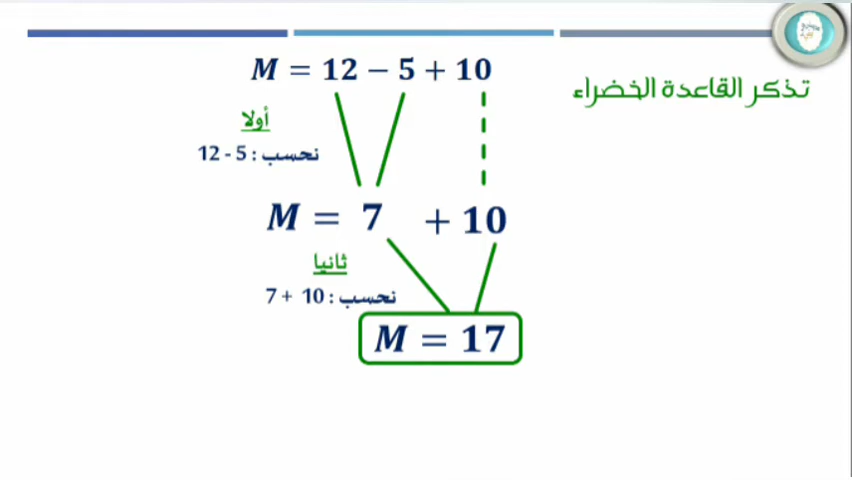 M = 12 − 5 + 10
تذكر القاعدة الخضراء
أولا
نحسب : 5 - 12
M = 7 + 10
ثانيا
نحسب : 10 + 7
M = 17